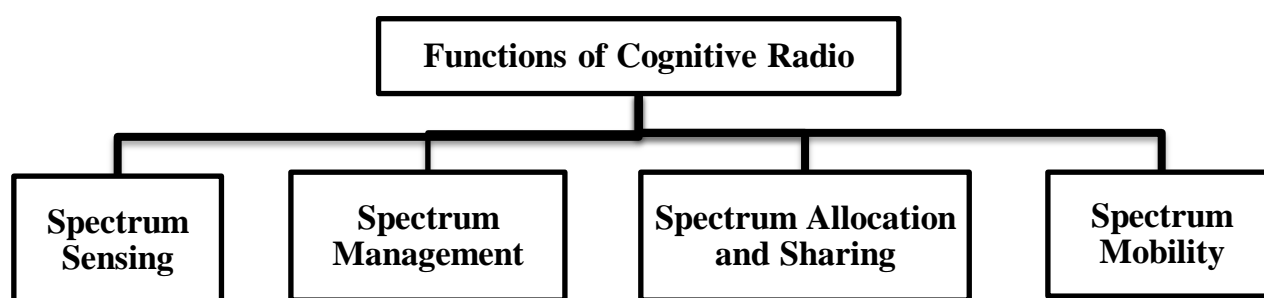 Functions of Cognitive Radio
Spectrum
Sensing
Spectrum
Management
Spectrum Allocation
and Sharing
Spectrum
Mobility